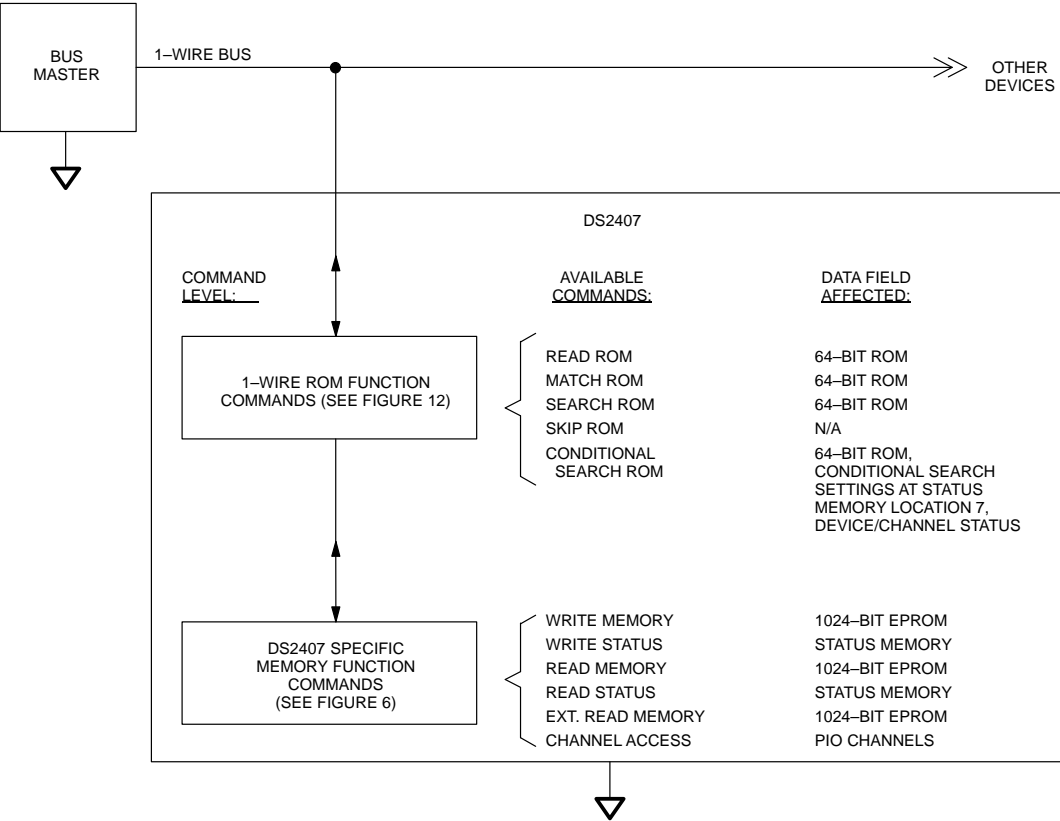 BUS
MASTER
1–WIRE BUS
OTHER
DEVICES
DS2407
COMMAND
LEVEL:
AVAILABLE
COMMANDS:
DATA FIELD
AFFECTED:
1–WIRE ROM FUNCTION
COMMANDS (SEE FIGURE 12)
READ ROM 64–BIT ROM
MATCH ROM 64–BIT ROM
SEARCH ROM 64–BIT ROM
SKIP ROM N/A
CONDITIONAL 64–BIT ROM,
SEARCH ROM CONDITIONAL SEARCH
SETTINGS AT STATUS
MEMORY LOCATION 7,
DEVICE/CHANNEL STATUS
DS2407 SPECIFIC
MEMORY FUNCTION
COMMANDS
(SEE FIGURE 6)
WRITE MEMORY 1024–BIT EPROM
WRITE STATUS STATUS MEMORY
READ MEMORY 1024–BIT EPROM
READ STATUS STATUS MEMORY
EXT. READ MEMORY 1024–BIT EPROM
CHANNEL ACCESS PIO CHANNELS